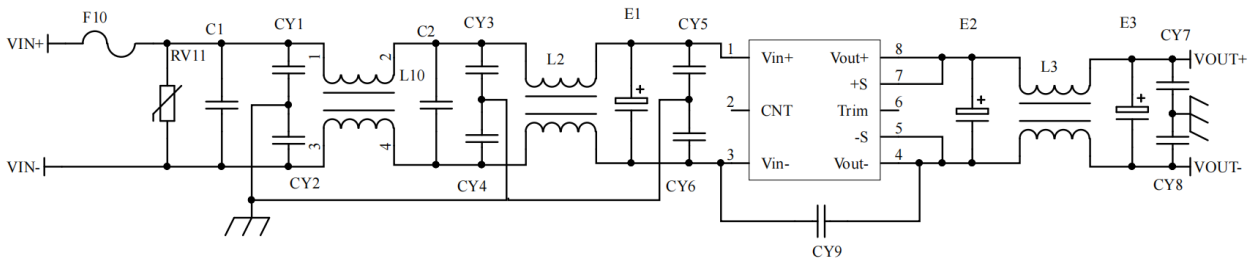 F10
C1
CY1
C2
CY3
E1
CY5
E2
E3
CY7
VIN+
RV11
1
2
L10
L2
1
Vin+
Vout+
8
L3
VOUT+
+S
7
2
CNT
Trim
6
+
+
+
-S
5
3
4
3
Vin-
Vout-
4
VIN-
VOUT-
CY2
CY4
CY6
CY8
CY9